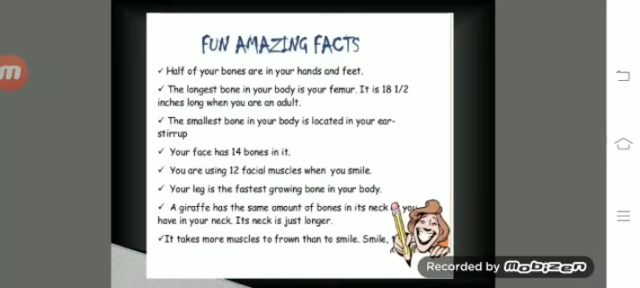 FUN AMAZING FACTS
✓ Half of your bones are in your hands and feet.
✓ The longest bone in your body is your femur. It is 18 1/2
inches long when you are an adult.
✓ The smallest bone in your body is located in your ear-
stirrup
✓ Your face has 14 bones in it.
✓ You are using 12 facial muscles when you smile.
✓ Your leg is the fastest growing bone in your body.
✓ A giraffe has the same amount of bones in its neck you
have in your neck. Its neck is just longer.
✓It takes more muscles to frown than to smile. Smile,
Recorded by Mobizen